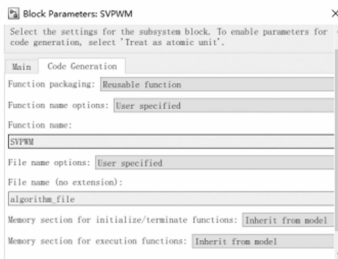 Block Parameters: SVPWM
Select the settings for the subsystem block. To enable parameters for
code generation, select 'Treat as atomic unit'.
Main Code Generation
Function packaging: Reusable function
Function name options: User specified
Function name:
SVPWM
File name options: User specified
File name (no extension):
algorithm_file
Memory section for initialize/terminate functions: Inherit from model
Memory section for execution functions: Inherit from model